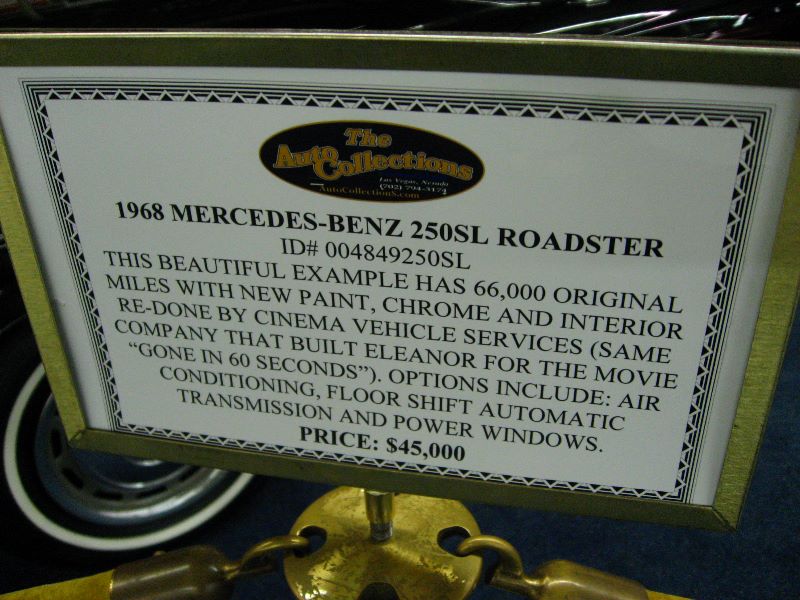 The
Auto Collections
Las Vegas, Nevada
(702) 794-3174
AutoCollectionS.com
1968 MERCEDES-BENZ 250SL ROADSTER
ID# 004849250SL
THIS BEAUTIFUL EXAMPLE HAS 66,000 ORIGINAL
MILES WITH NEW PAINT, CHROME AND INTERIOR
RE-DONE BY CINEMA VEHICLE SERVICES (SAME
COMPANY THAT BUILT ELEANOR FOR THE MOVIE
“GONE IN 60 SECONDS”). OPTIONS INCLUDE: AIR
CONDITIONING, FLOOR SHIFT AUTOMATIC
TRANSMISSION AND POWER WINDOWS.
PRICE: $45,000